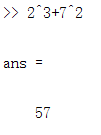 >> 2^3+7^2
ans =
57